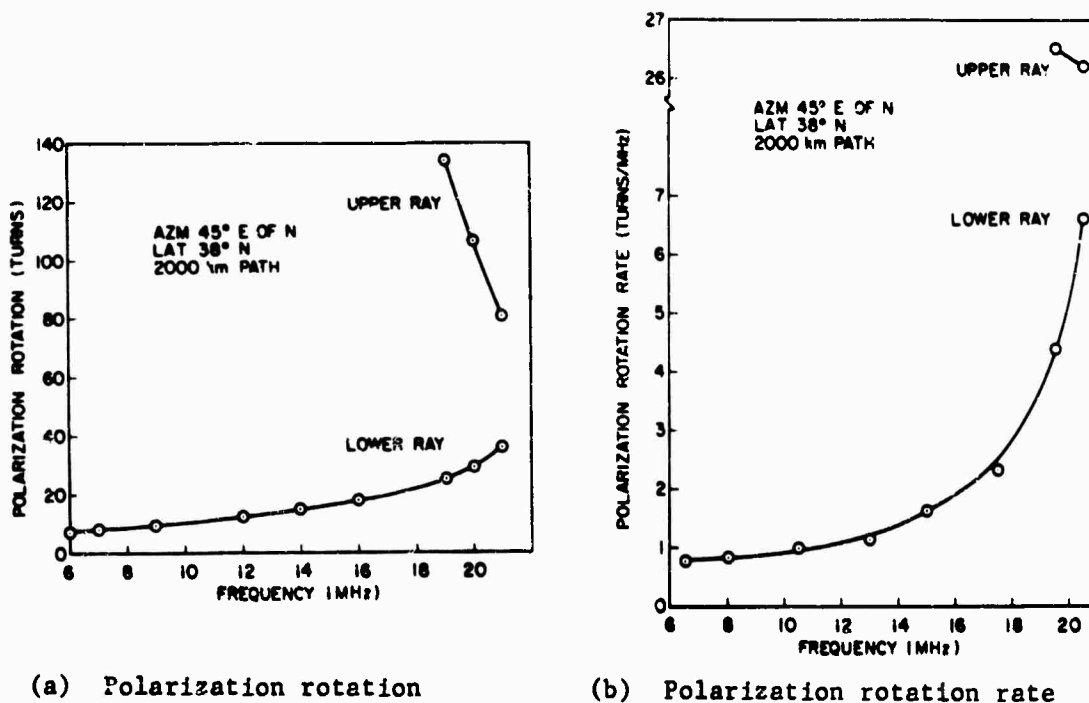 140
120
100
80
60
40
20
0
6 8 10 12 14 16 18 20
POLARIZATION ROTATION (TURNS)
FREQUENCY (MHz)
UPPER RAY
AZM 45° E OF N
LAT 38° N
2000 km PATH
LOWER RAY
(a) Polarization rotation
27
26
7
6
5
4
3
2
1
0
6 8 10 12 14 16 18 20
POLARIZATION ROTATION RATE (TURNS/MHz)
FREQUENCY (MHz)
UPPER RAY
AZM 45° E OF N
LAT 38° N
2000 km PATH
LOWER RAY
(b) Polarization rotation rate